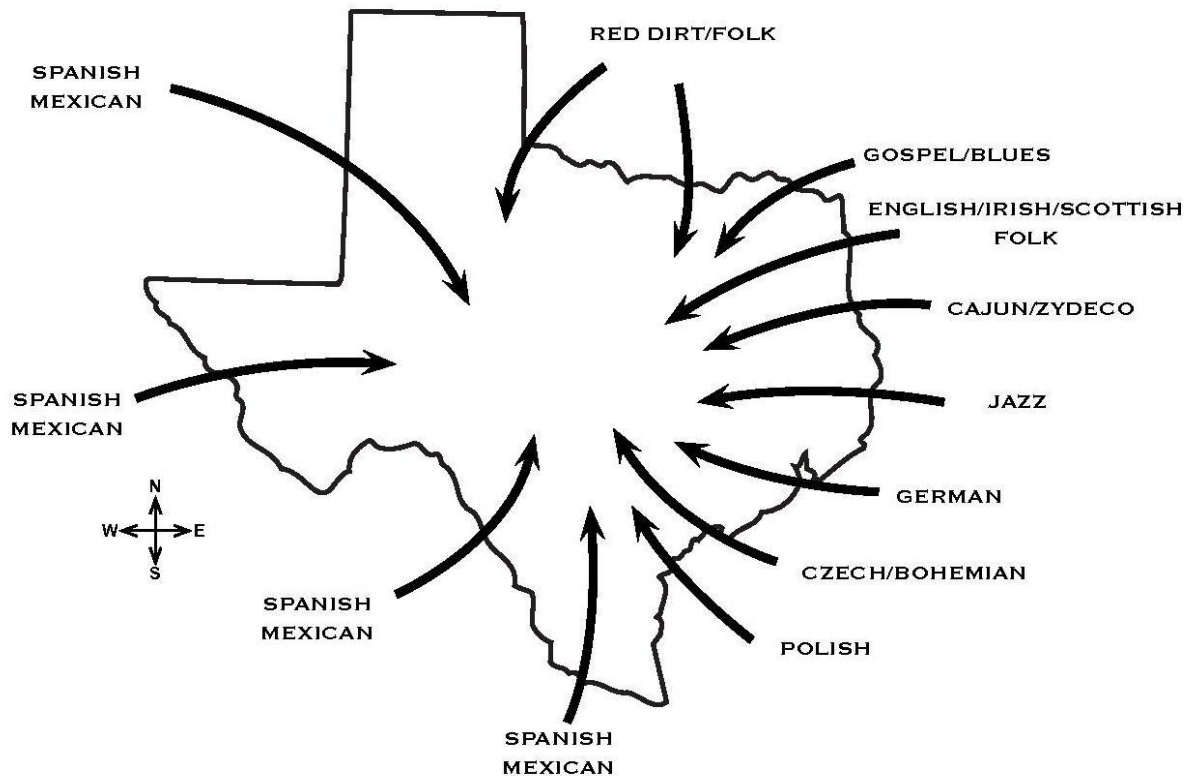 RED DIRT/FOLK
SPANISH
MEXICAN
GOSPEL/BLUES
ENGLISH/IRISH/SCOTTISH
FOLK
CAJUN/ZYDECO
SPANISH
MEXICAN
JAZZ
N
W E
S
GERMAN
CZECH/BOHEMIAN
SPANISH
MEXICAN
POLISH
SPANISH
MEXICAN